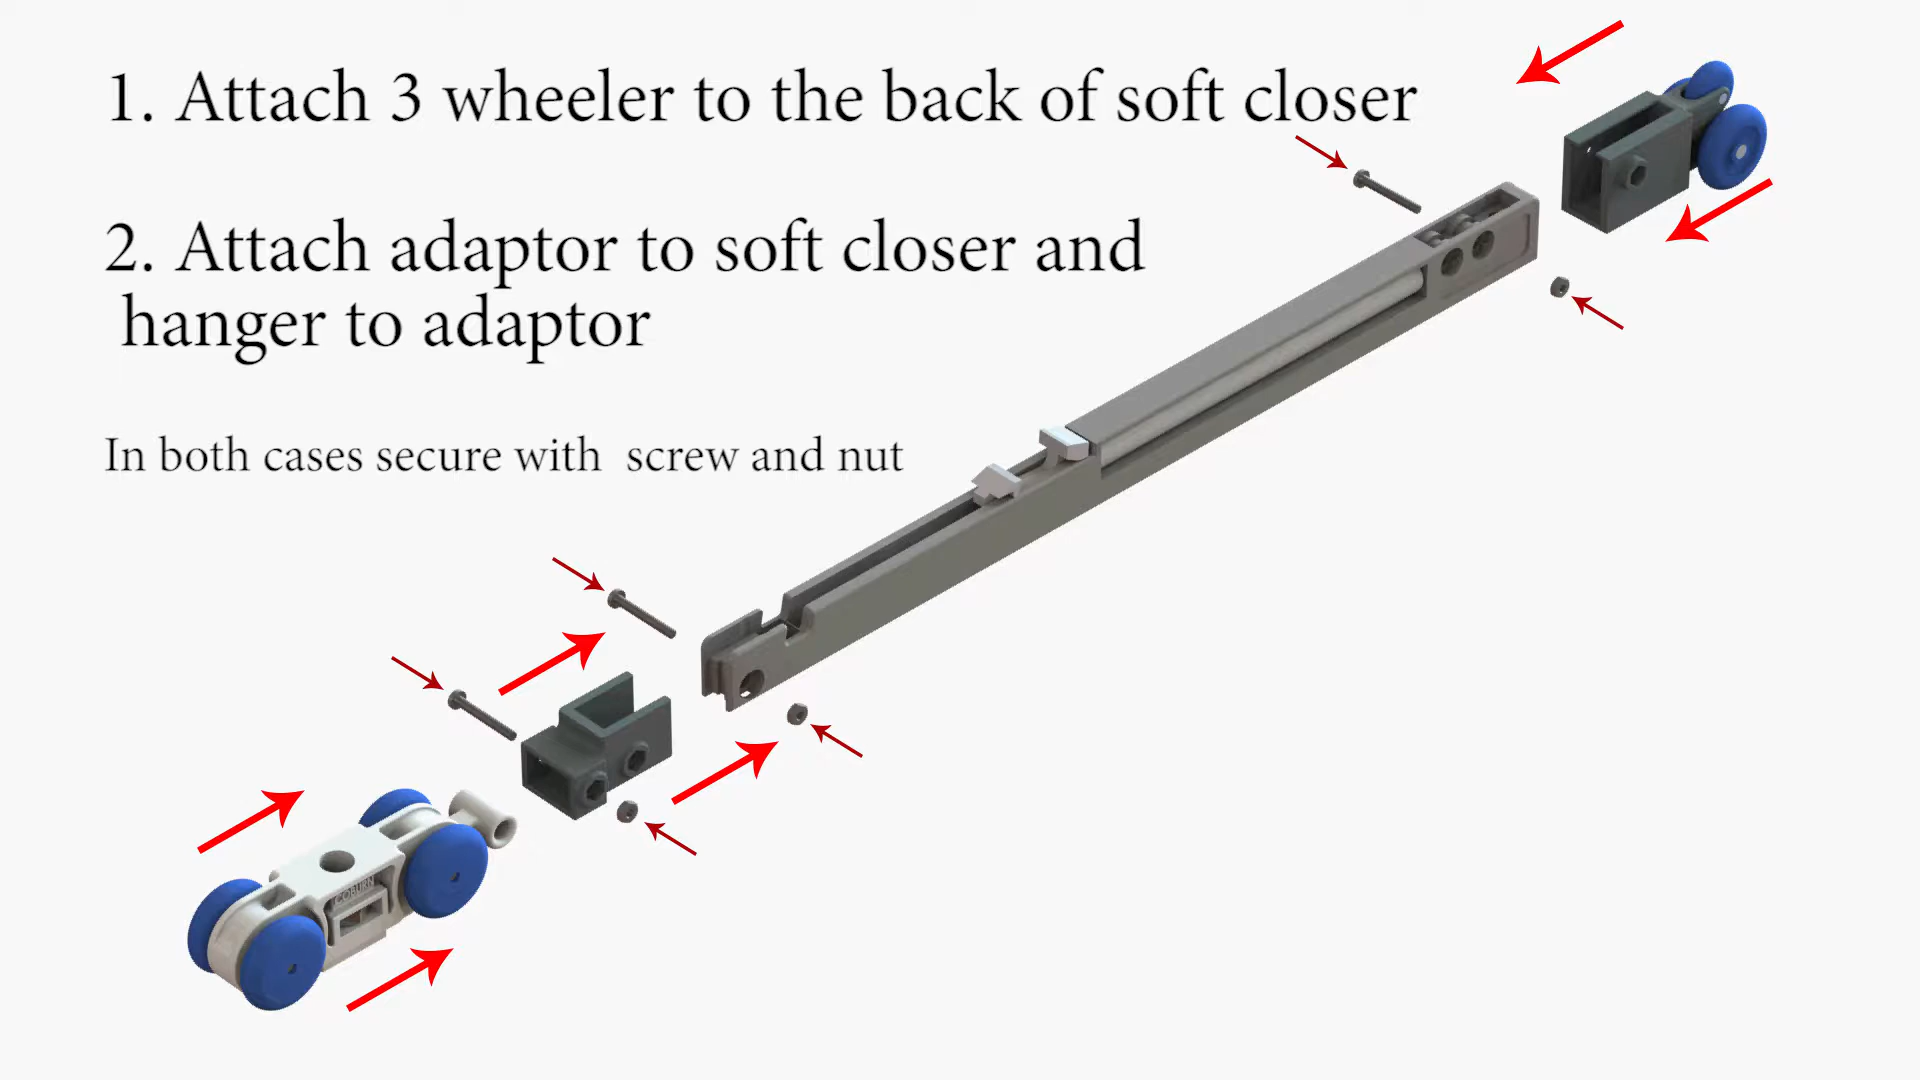 1. Attach 3 wheeler to the back of soft closer
2. Attach adaptor to soft closer and
hanger to adaptor
In both cases secure with screw and nut
COBURN